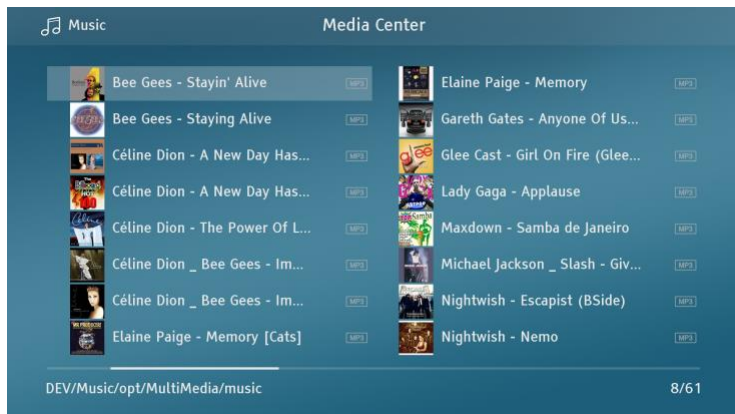 Music
Media Center
Bee Gees - Stayin' Alive MP3
Bee Gees - Staying Alive MP3
Céline Dion - A New Day Has... MP3
Céline Dion - A New Day Has... MP3
Céline Dion - The Power Of L... MP3
Céline Dion _ Bee Gees - Im... MP3
Céline Dion _ Bee Gees - Im... MP3
Elaine Paige - Memory [Cats] MP3
Elaine Paige - Memory MP3
Gareth Gates - Anyone Of Us... MP3
Glee Cast - Girl On Fire (Glee... MP3
Lady Gaga - Applause MP3
Maxdown - Samba de Janeiro MP3
Michael Jackson _ Slash - Giv... MP3
Nightwish - Escapist (BSide) MP3
Nightwish - Nemo MP3
DEV/Music/opt/MultiMedia/music
8/61